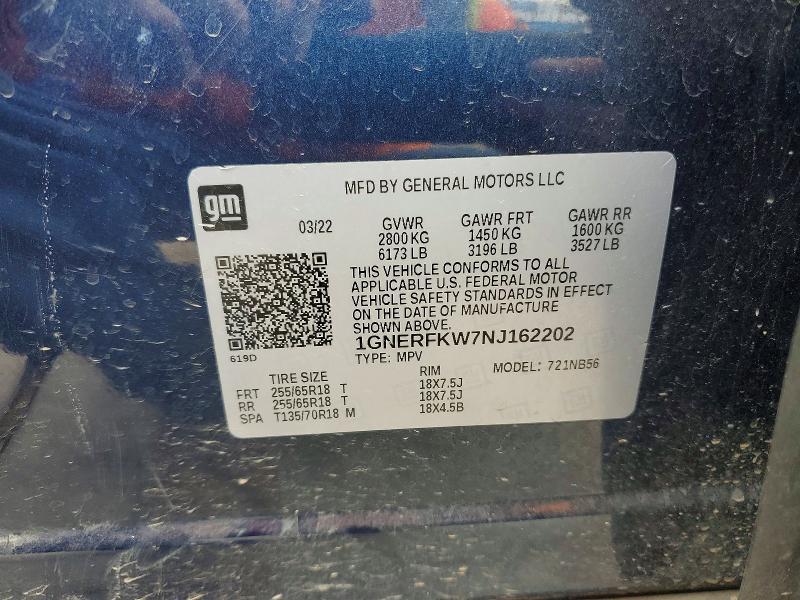 MFD BY GENERAL MOTORS LLC
gm
03/22 GVWR GAWR FRT GAWR RR
2800 KG 1450 KG 1600 KG
6173 LB 3196 LB 3527 LB
THIS VEHICLE CONFORMS TO ALL
APPLICABLE U.S. FEDERAL MOTOR
VEHICLE SAFETY STANDARDS IN EFFECT
ON THE DATE OF MANUFACTURE
SHOWN ABOVE.
1GNERFKW7NJ162202
619D TYPE: MPV MODEL: 721NB56
TIRE SIZE RIM
FRT 255/65R18 T 18X7.5J
RR 255/65R18 T 18X7.5J
SPA T135/70R18 M 18X4.5B